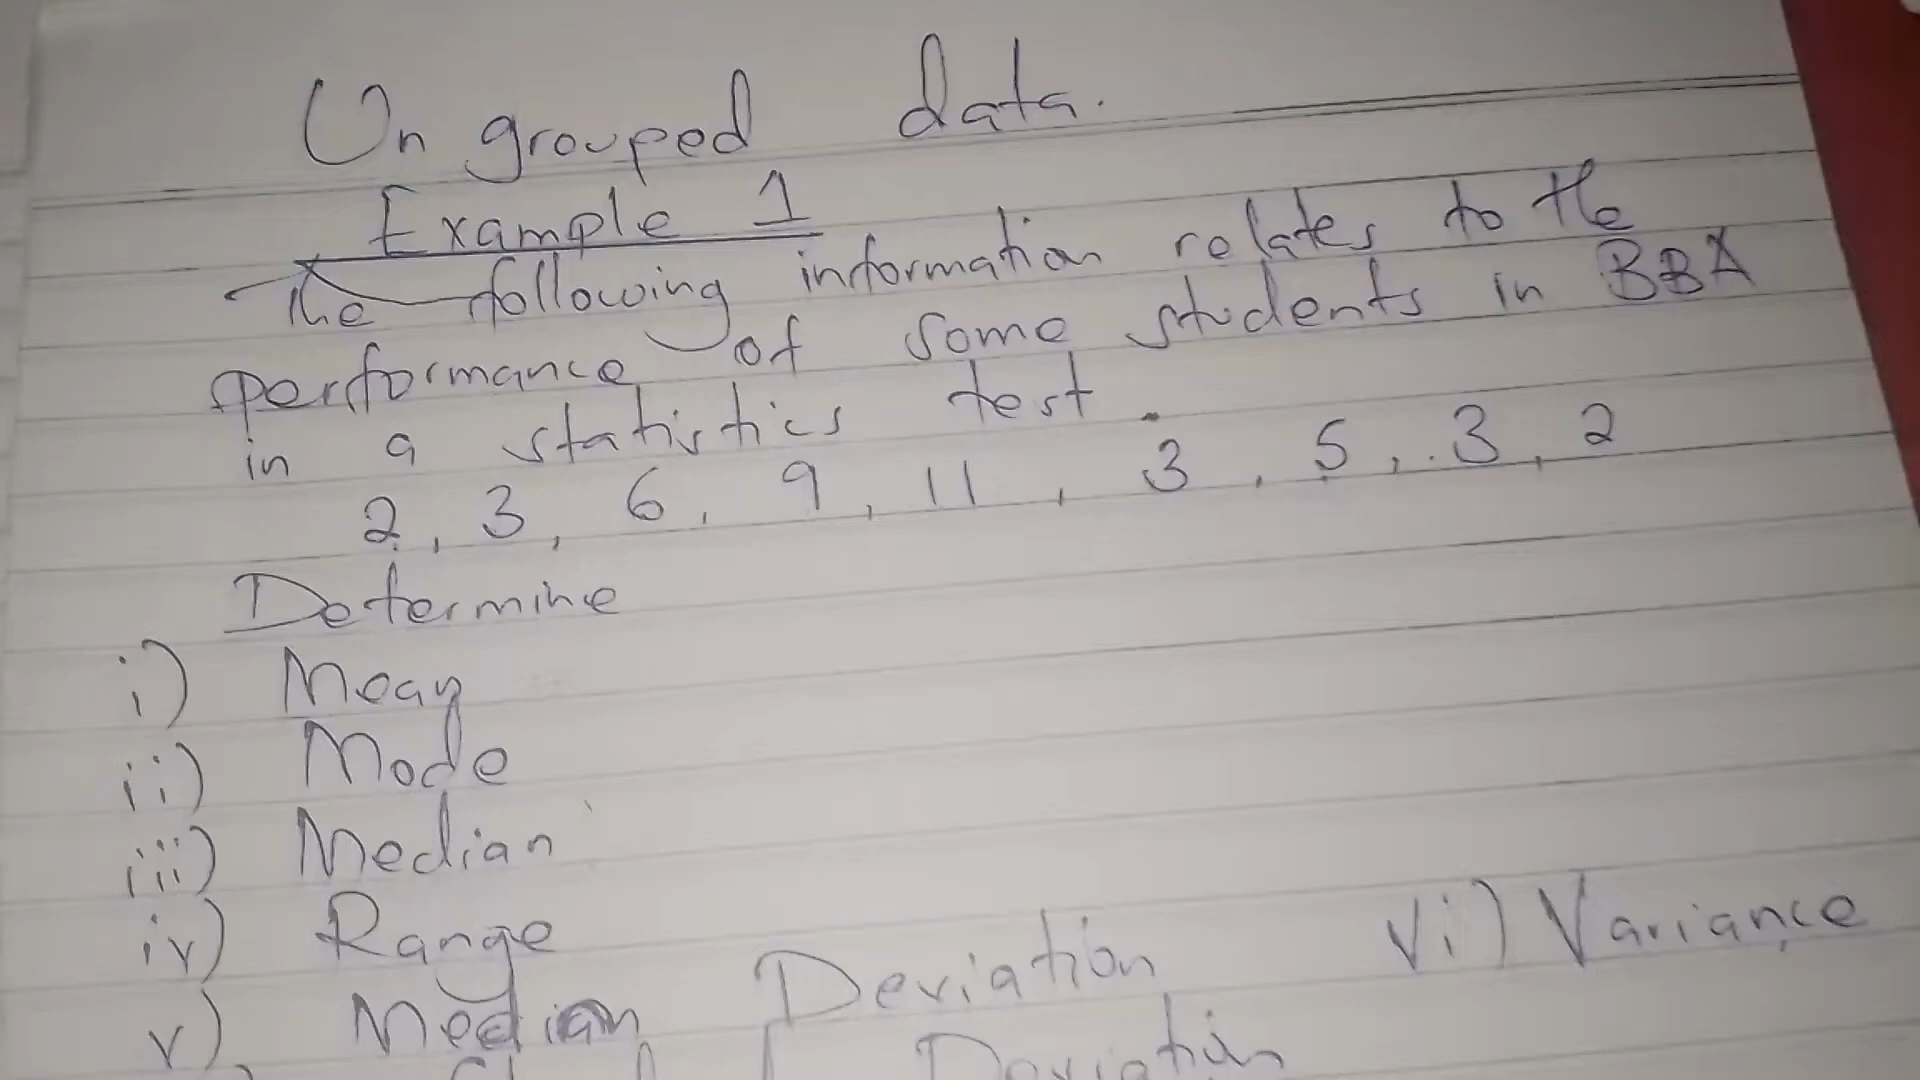 Un grouped data.
Example 1
The following information relates to the
performance of some students in BBA
in a statistics test
2, 3, 6, 9, 11, 3, 5, 3, 2
Determine
i) Mean
ii) Mode
iii) Median
iv) Range
v) Median Deviation vi) Variance
Deviation